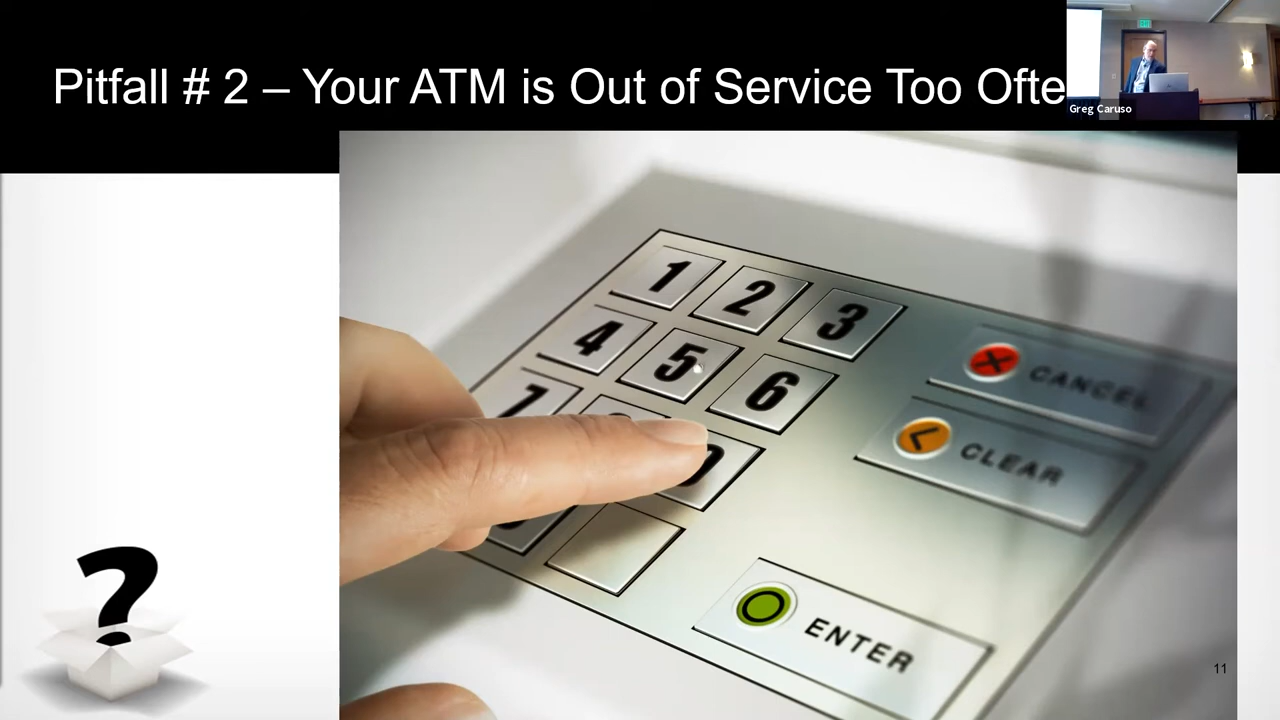 Pitfall # 2 – Your ATM is Out of Service Too Ofte
Greg Caruso
1 2 3
4 5 6
7
CANCEL
CLEAR
ENTER
?
11